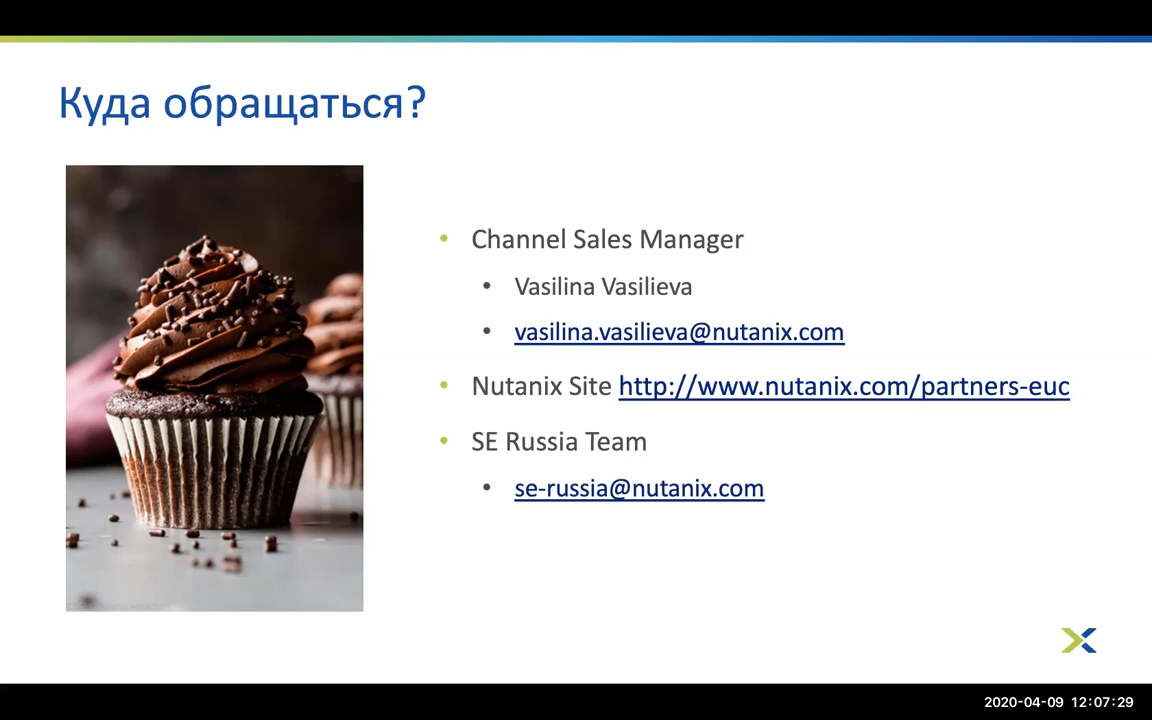 Куда обращаться?
• Channel Sales Manager
• Vasilina Vasilieva
• vasilina.vasilieva@nutanix.com
• Nutanix Site http://www.nutanix.com/partners-euc
• SE Russia Team
• se-russia@nutanix.com
2020-04-09 12:07:29